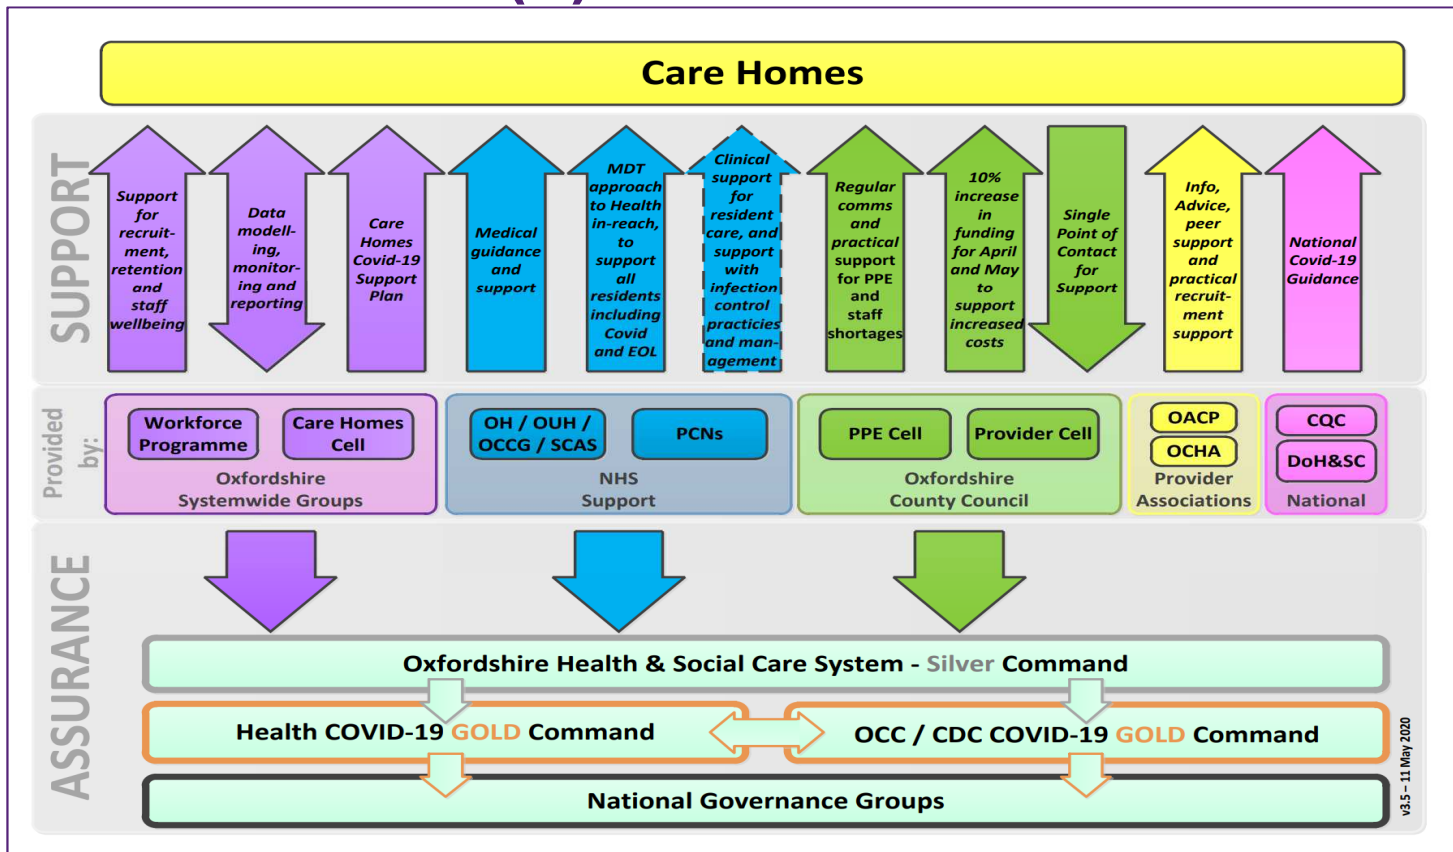 Care Homes
SUPPORT
Support
for
recruit-
ment,
retention
and
staff
wellbeing
Data
modell-
ing,
monitor-
ing and
reporting
Care
Homes
Covid-19
Support
Plan
Medical
guidance
and
support
MDT
approach
to Health
in-reach,
to
support
all
residents
including
Covid
and EOL
Clinical
support
for
resident
care, and
support
with
infection
control
practicies
and man-
agement
Regular
comms
and
practical
support
for PPE
and
staff
shortages
10%
increase
in
funding
for April
and May
to
support
increased
costs
Single
Point of
Contact
for
Support
Info,
Advice,
peer
support
and
practical
recruit-
ment
support
National
Covid-19
Guidance
Provided
by:
Workforce
Programme
Care Homes
Cell
Oxfordshire
Systemwide Groups
OH / OUH /
OCCG / SCAS
PCNs
NHS
Support
PPE Cell
Provider Cell
Oxfordshire
County Council
OACP
OCHA
Provider
Associations
CQC
DoH&SC
National
ASSURANCE
Oxfordshire Health & Social Care System - Silver Command
Health COVID-19 GOLD Command
OCC / CDC COVID-19 GOLD Command
National Governance Groups
v3.5 – 11 May 2020